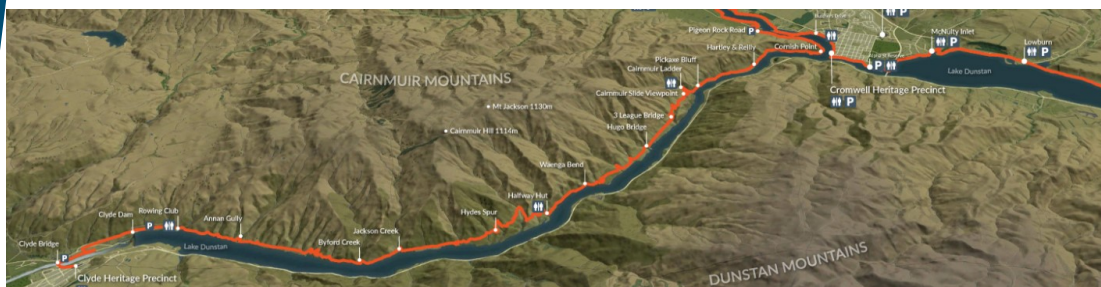 Pigeon Rock Road
P
McNulty Inlet
P
Lowburn
P
Hartley & Reilly
Cornish Point
P
Lake Dunstan
Pickaxe Bluff
Cairnmuir Ladder
CAIRNMUIR MOUNTAINS
Cairnmuir Slide Viewpoint
Cromwell Heritage Precinct
P
Mt Jackson 1130m
3 League Bridge
Hugo Bridge
Cairnmuir Hill 1114m
Waenga Bend
Halfway Hut
Hydes Spur
Clyde Dam
Rowing Club
P
Annan Gully
Jackson Creek
Byford Creek
Clyde Bridge
P
Lake Dunstan
Clyde Heritage Precinct
DUNSTAN MOUNTAINS